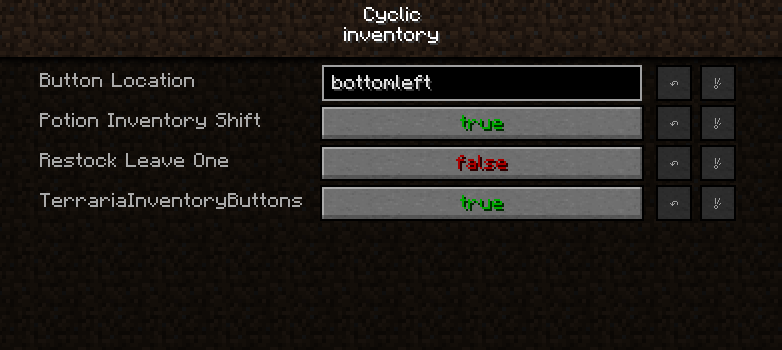 Cyclic
inventory
Button Location bottomleft
Potion Inventory Shift true
Restock Leave One false
TerrariaInventoryButtons true